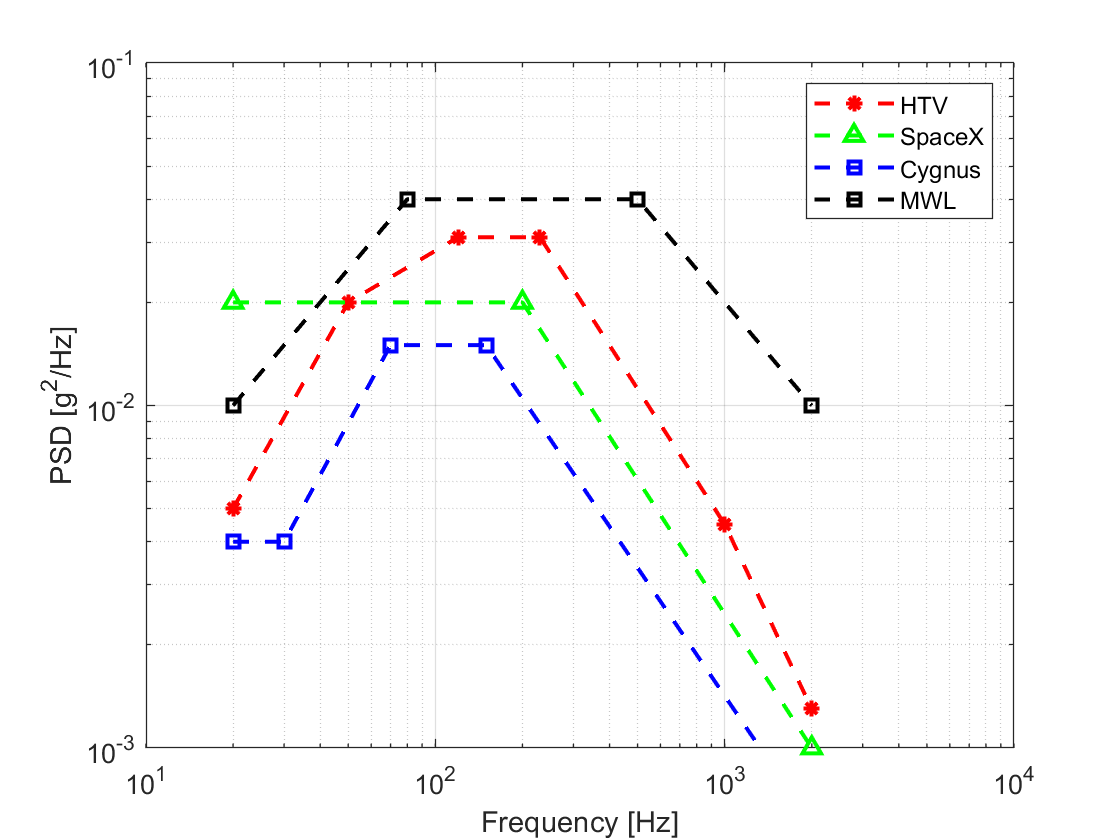 10^-1
HTV
SpaceX
Cygnus
MWL
PSD [g^2/Hz]
10^-2
10^-3
10^1 10^2 10^3 10^4
Frequency [Hz]